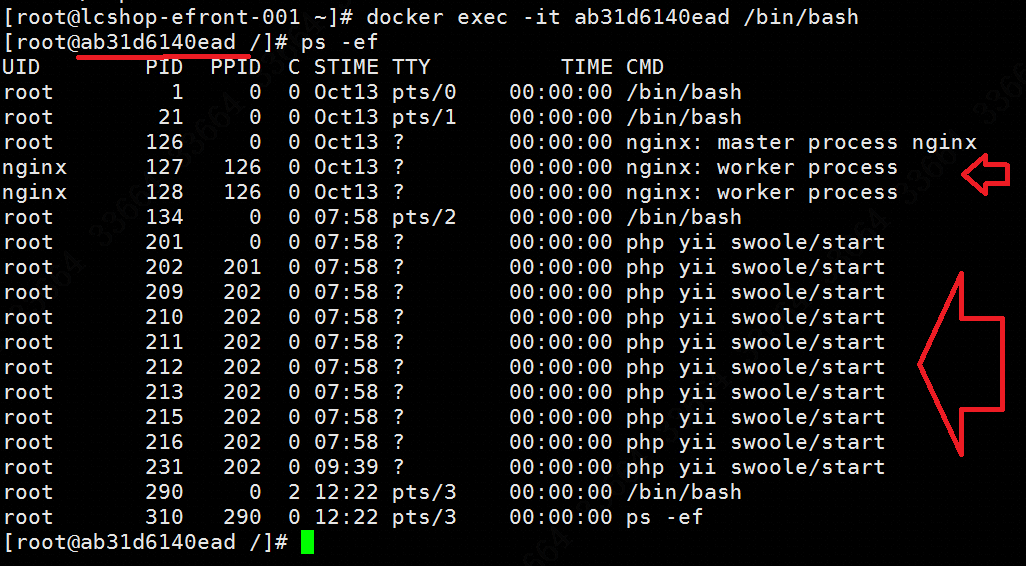 [root@lcshop-efront-001 ~]# docker exec -it ab31d6140ead /bin/bash
[root@ab31d6140ead /]# ps -ef
UID         PID   PPID  C STIME TTY          TIME CMD
root          1      0  0 Oct13 pts/0    00:00:00 /bin/bash
root         21      0  0 Oct13 pts/1    00:00:00 /bin/bash
root        126      0  0 Oct13 ?        00:00:00 nginx: master process nginx
nginx       127    126  0 Oct13 ?        00:00:00 nginx: worker process
nginx       128    126  0 Oct13 ?        00:00:00 nginx: worker process
root        134      0  0 07:58 pts/2    00:00:00 /bin/bash
root        201      0  0 07:58 ?        00:00:00 php yii swoole/start
root        202    201  0 07:58 ?        00:00:00 php yii swoole/start
root        209    202  0 07:58 ?        00:00:00 php yii swoole/start
root        210    202  0 07:58 ?        00:00:00 php yii swoole/start
root        211    202  0 07:58 ?        00:00:00 php yii swoole/start
root        212    202  0 07:58 ?        00:00:00 php yii swoole/start
root        213    202  0 07:58 ?        00:00:00 php yii swoole/start
root        215    202  0 07:58 ?        00:00:00 php yii swoole/start
root        216    202  0 07:58 ?        00:00:00 php yii swoole/start
root        231    202  0 09:39 ?        00:00:00 php yii swoole/start
root        290      0  2 12:22 pts/3    00:00:00 /bin/bash
root        310    290  0 12:22 pts/3    00:00:00 ps -ef
[root@ab31d6140ead /]#